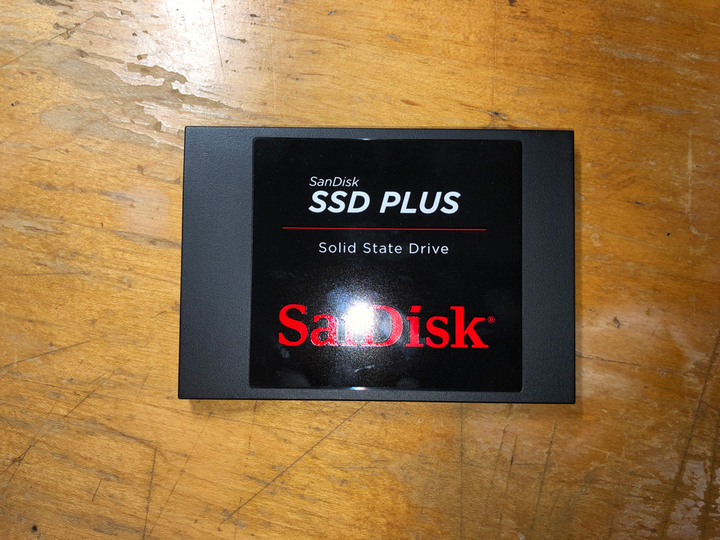 SanDisk
SSD PLUS
Solid State Drive
SanDisk®